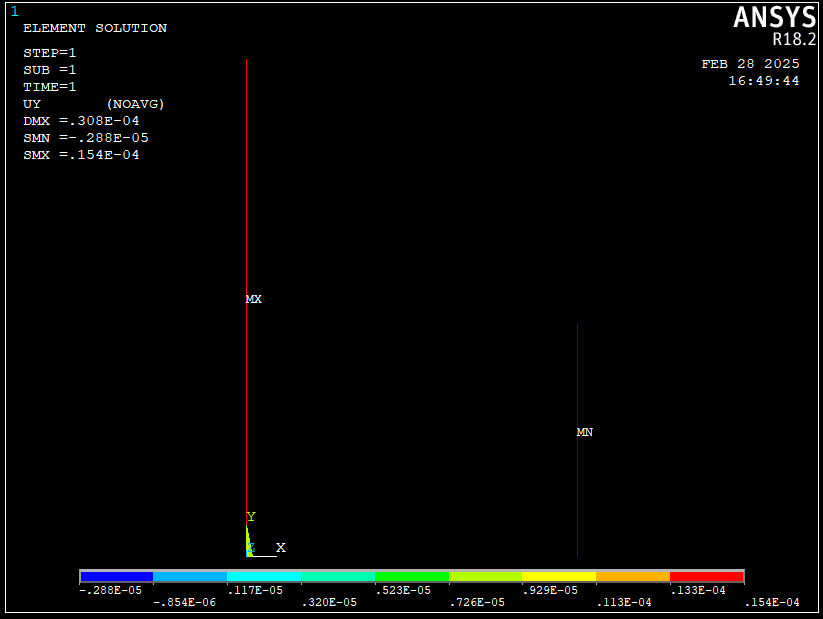 1
ANSYS
R18.2
ELEMENT SOLUTION
STEP=1
SUB =1
TIME=1
UY (NOAVG)
DMX =.308E-04
SMN =-.288E-05
SMX =.154E-04
FEB 28 2025
16:49:44
MX
MN
Y
Z X
-.288E-05 .117E-05 .523E-05 .929E-05 .133E-04
-.854E-06 .320E-05 .726E-05 .113E-04 .154E-04